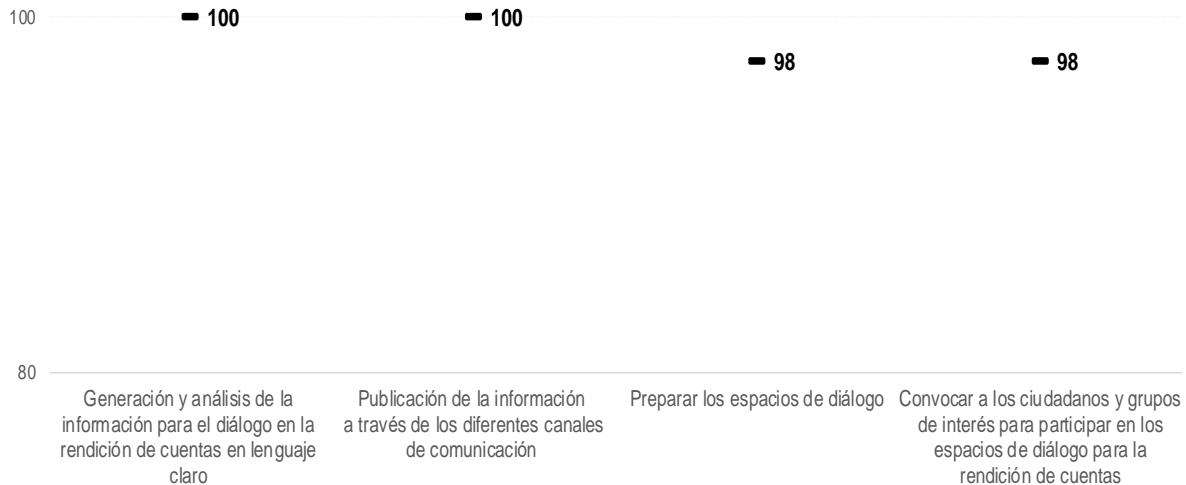 100
100
100
98
98
80
Generación y análisis de la
información para el diálogo en la
rendición de cuentas en lenguaje
claro
Publicación de la información
a través de los diferentes canales
de comunicación
Preparar los espacios de diálogo
Convocar a los ciudadanos y grupos
de interés para participar en los
espacios de diálogo para la
rendición de cuentas